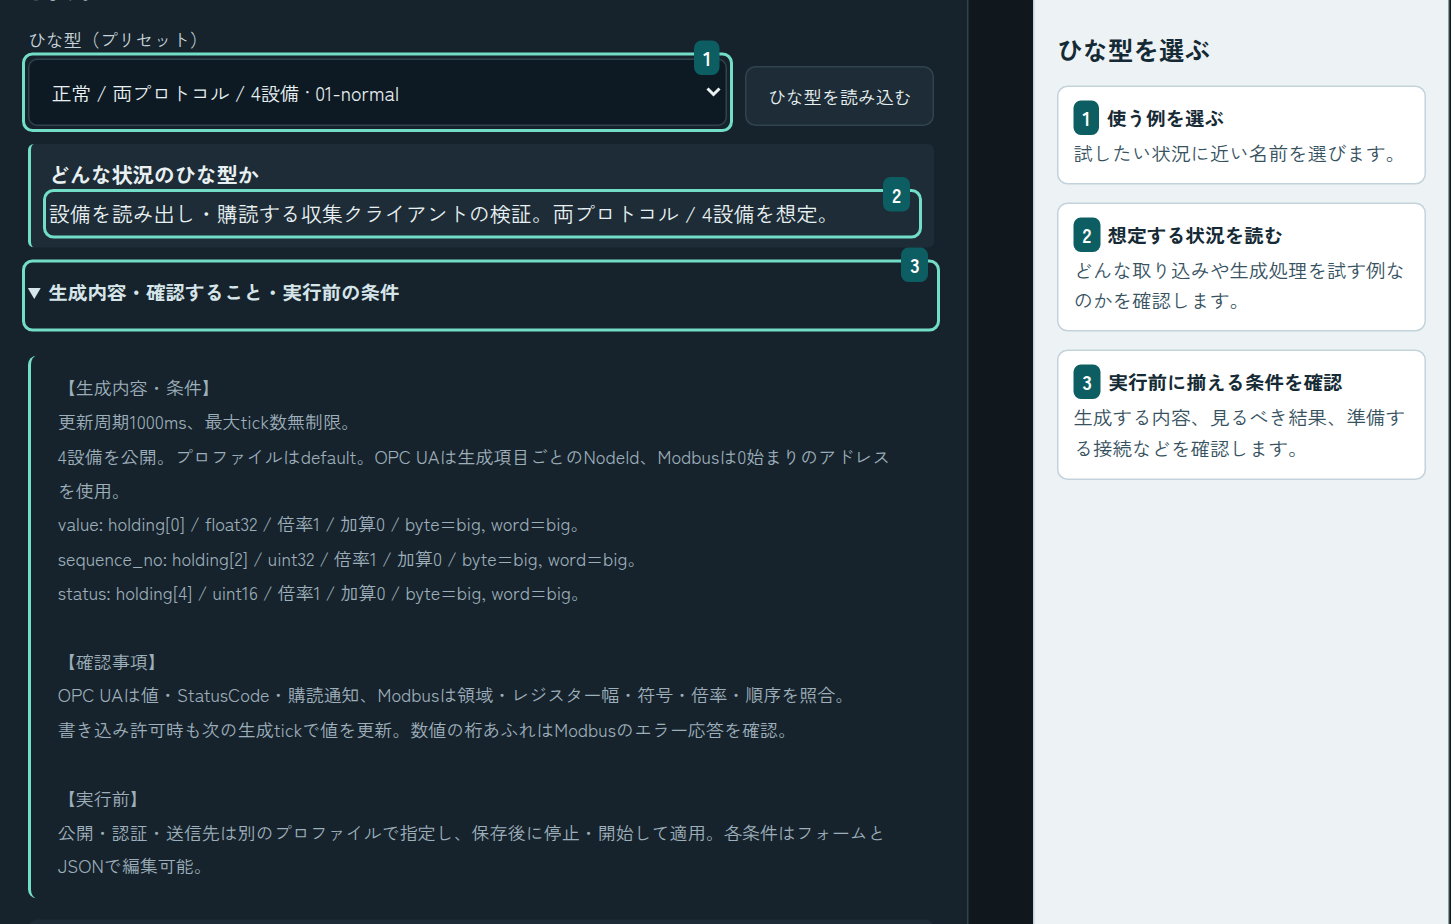 ひな型（プリセット）
正常 / 両プロトコル / 4設備 · 01-normal
1
ひな型を読み込む
どんな状況のひな型か
2
設備を読み出し・購読する収集クライアントの検証。両プロトコル / 4設備を想定。
3
▼ 生成内容・確認すること・実行前の条件
【生成内容・条件】
更新周期1000ms、最大tick数無制限。
4設備を公開。プロファイルはdefault。OPC UAは生成項目ごとのNodeId、Modbusは0始まりのアドレス
を使用。
value: holding[0] / float32 / 倍率1 / 加算0 / byte=big, word=big。
sequence_no: holding[2] / uint32 / 倍率1 / 加算0 / byte=big, word=big。
status: holding[4] / uint16 / 倍率1 / 加算0 / byte=big, word=big。
【確認事項】
OPC UAは値・StatusCode・購読通知、Modbusは領域・レジスター幅・符号・倍率・順序を照合。
書き込み許可時も次の生成tickで値を更新。数値の桁あふれはModbusのエラー応答を確認。
【実行前】
公開・認証・送信先は別のプロファイルで指定し、保存後に停止・開始して適用。各条件はフォームと
JSONで編集可能。
ひな型を選ぶ
1 使う例を選ぶ
試したい状況に近い名前を選びます。
2 想定する状況を読む
どんな取り込みや生成処理を試す例な
のかを確認します。
3 実行前に揃える条件を確認
生成する内容、見るべき結果、準備す
る接続などを確認します。